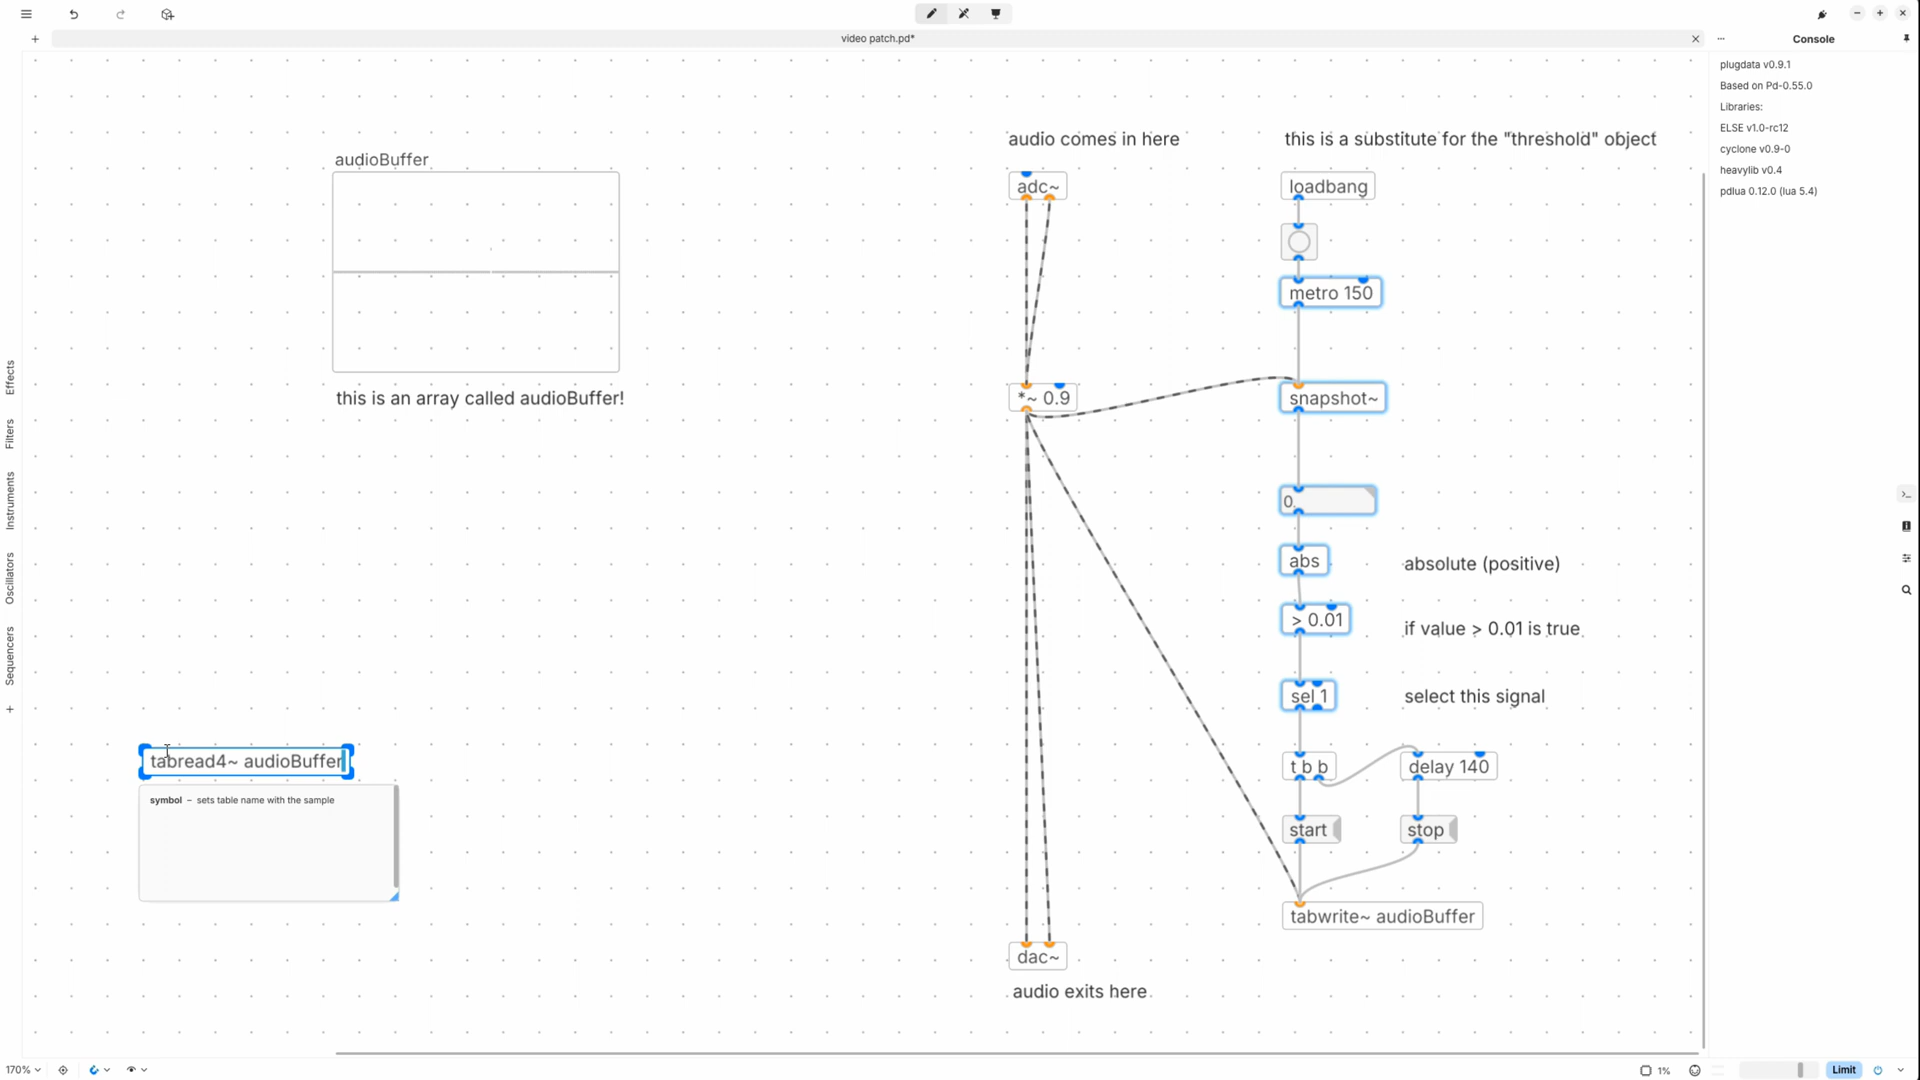 video patch.pd*
Console
plugdata v0.9.1
Based on Pd-0.55.0
Libraries:
ELSE v1.0-rc12
cyclone v0.9-0
heavylib v0.4
pdlua 0.12.0 (lua 5.4)
Effects
Filters
Instruments
Oscillators
Sequencers
audioBuffer
this is an array called audioBuffer!
tabread4~ audioBuffer
symbol – sets table name with the sample
audio comes in here
adc~
*~ 0.9
dac~
audio exits here
this is a substitute for the "threshold" object
loadbang
metro 150
snapshot~
0.
abs
absolute (positive)
> 0.01
if value > 0.01 is true
sel 1
select this signal
t b b
delay 140
start
stop
tabwrite~ audioBuffer
170%
1%
Limit